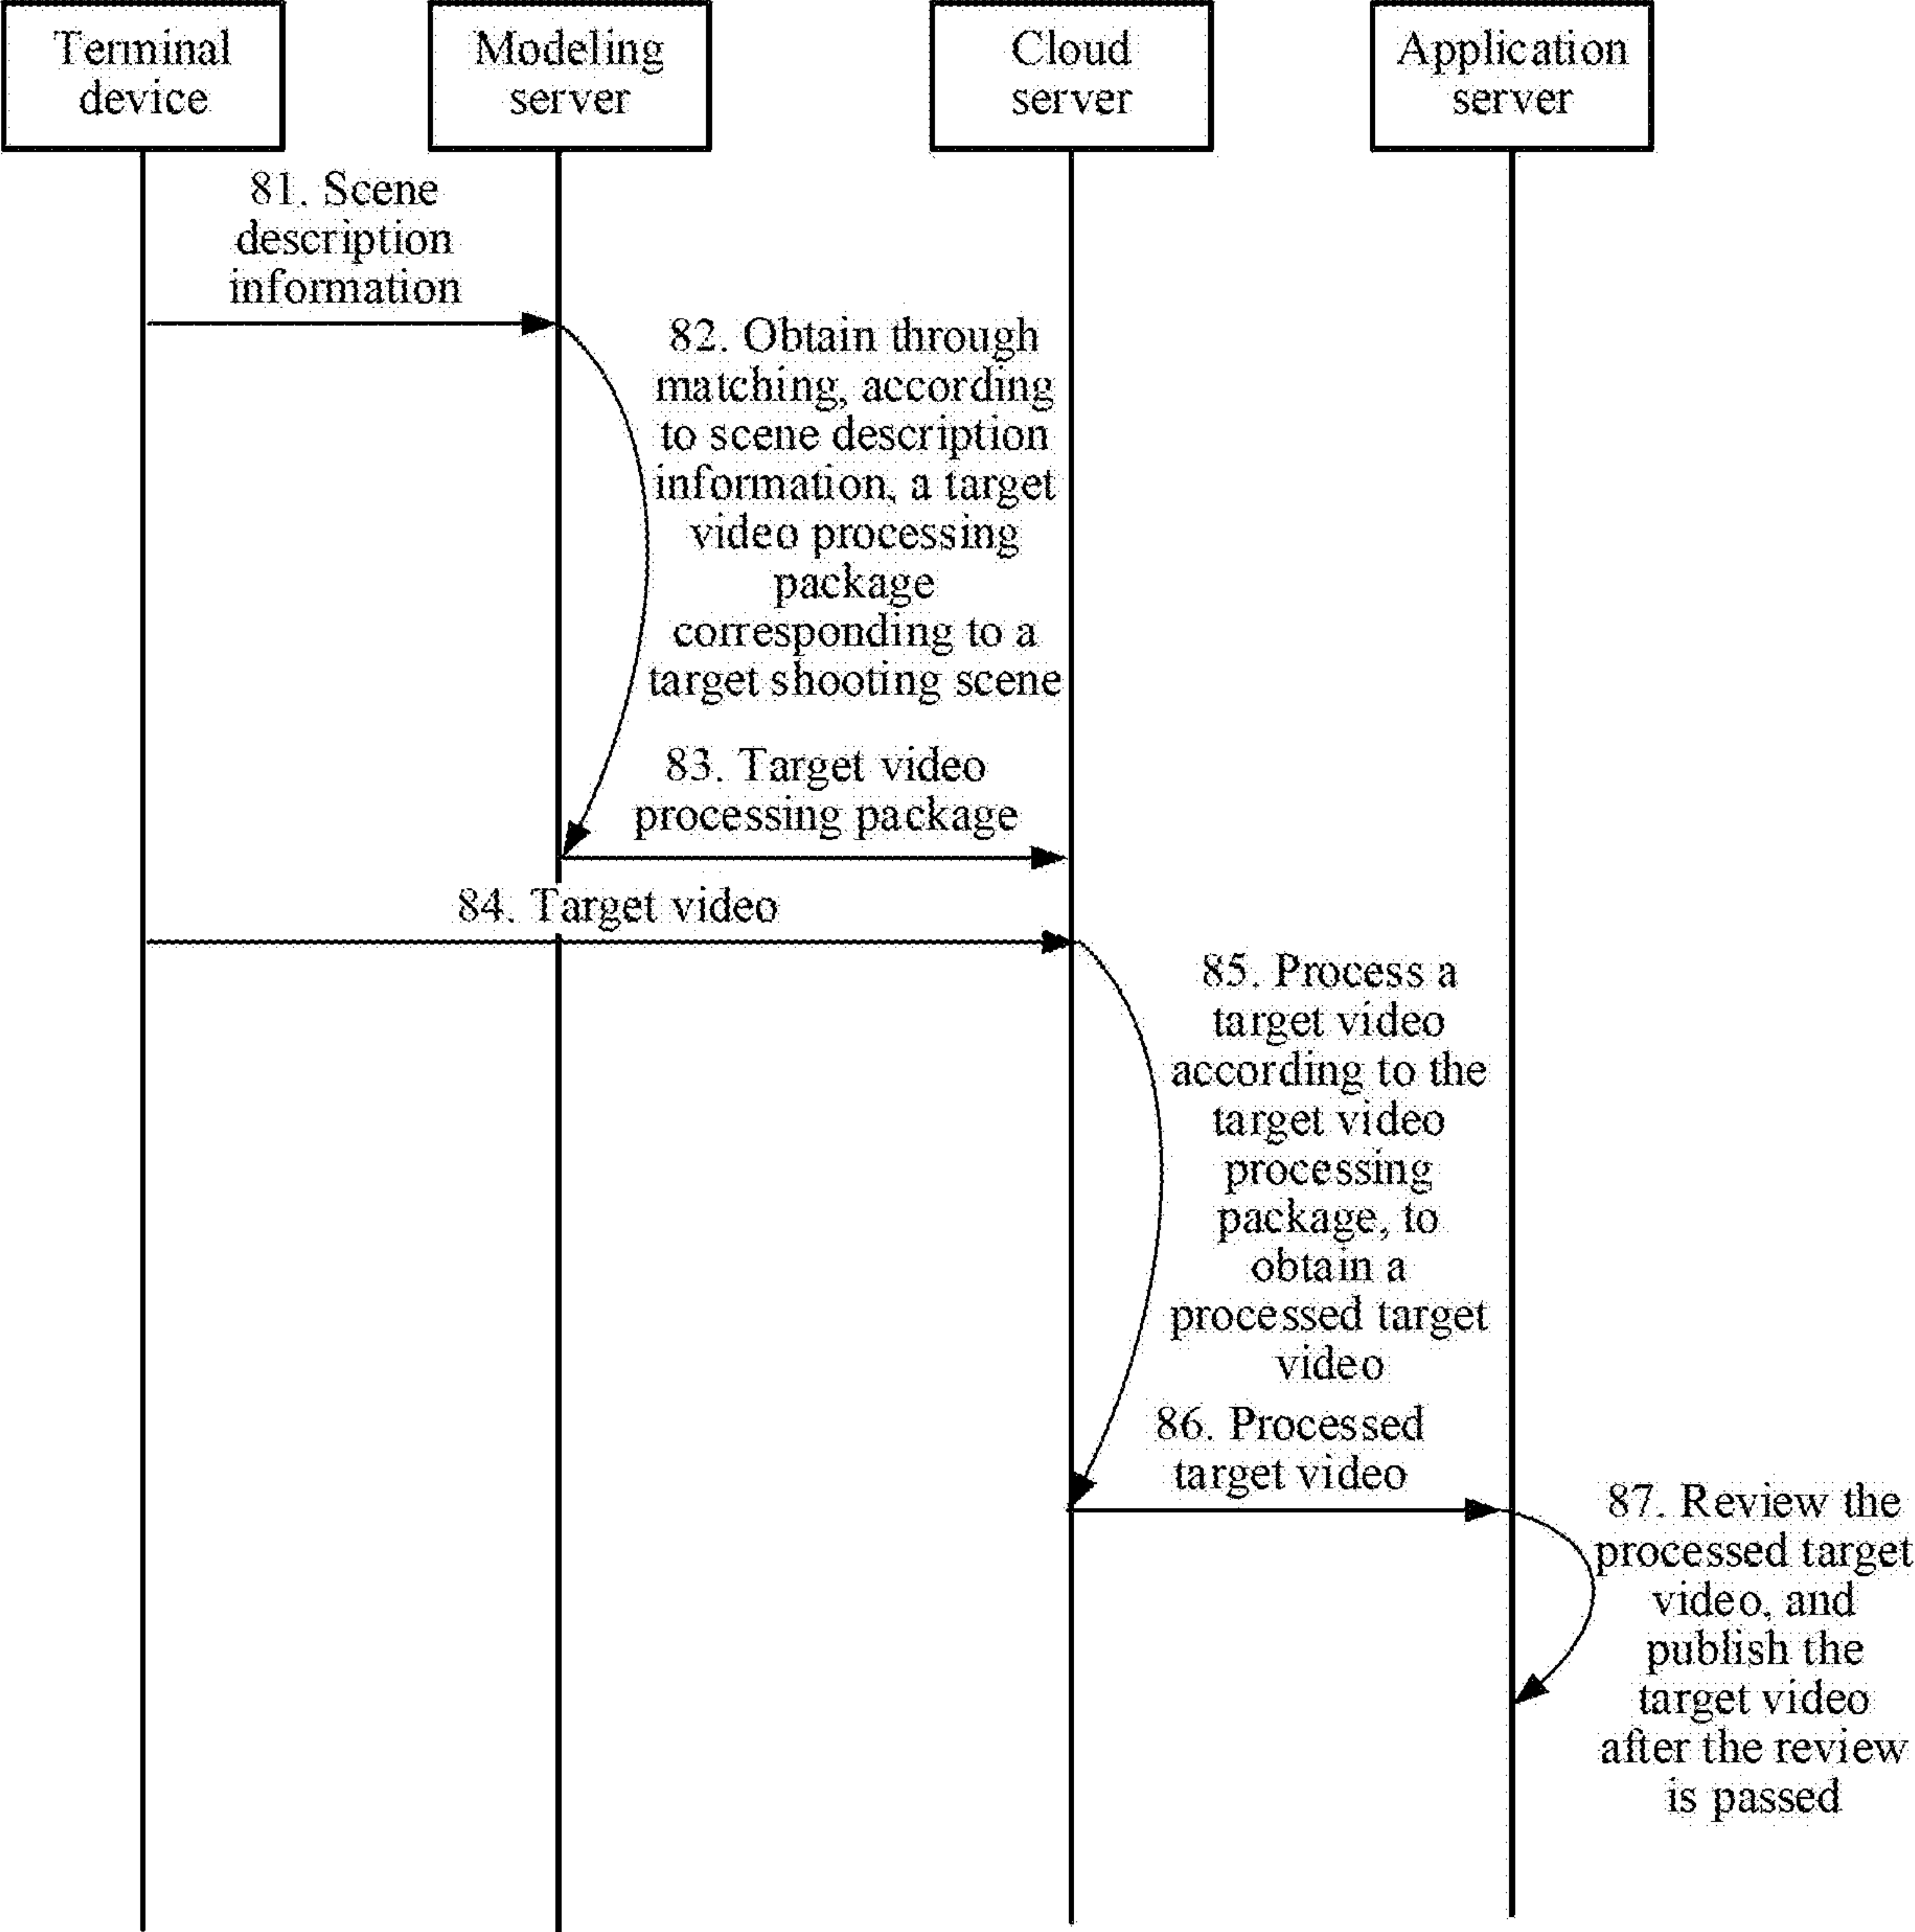 Terminal
device
Modeling
server
Cloud
server
Application
server
81. Scene
description
information
82. Obtain through
matching, according
to scene description
information, a target
video processing
package
corresponding to a
target shooting scene
83. Target video
processing package
84. Target video
85. Process a
target video
according to the
target video
processing
package, to
obtain a
processed target
video
86. Processed
target video
87. Review the
processed target
video, and
publish the
target video
after the review
is passed